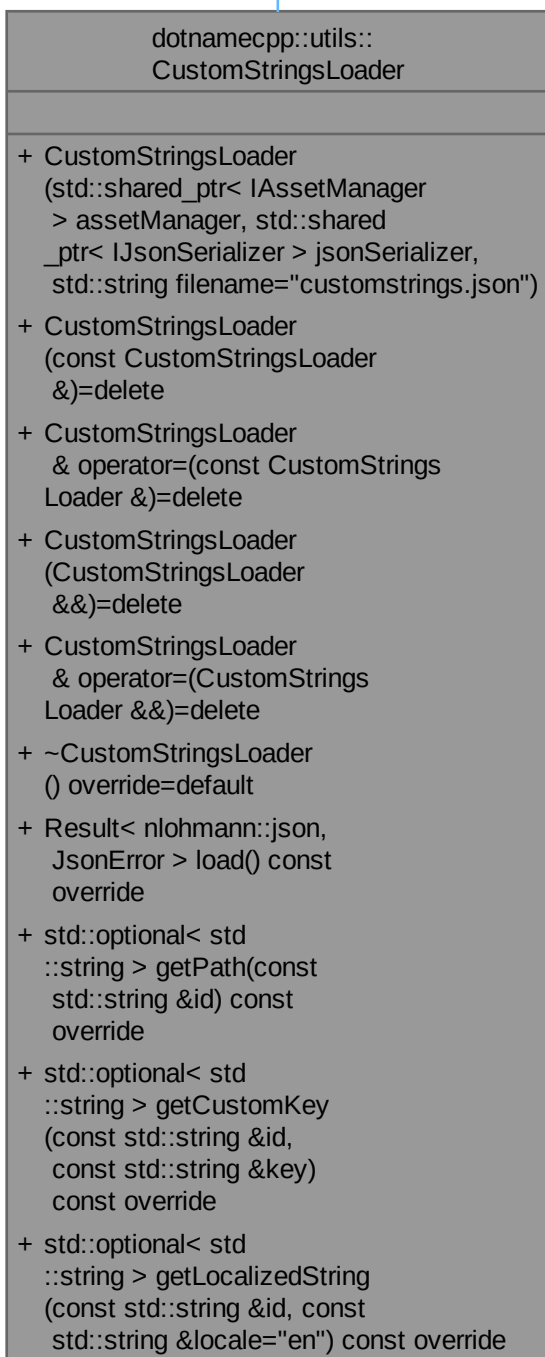 dotnamecpp::utils::
CustomStringsLoader
+ CustomStringsLoader
(std::shared_ptr< IAssetManager
> assetManager, std::shared
_ptr< IJsonSerializer > jsonSerializer,
std::string filename="customstrings.json")
+ CustomStringsLoader
(const CustomStringsLoader
&)=delete
+ CustomStringsLoader
& operator=(const CustomStrings
Loader &)=delete
+ CustomStringsLoader
(CustomStringsLoader
&&)=delete
+ CustomStringsLoader
& operator=(CustomStrings
Loader &&)=delete
+ ~CustomStringsLoader
() override=default
+ Result< nlohmann::json,
JsonError > load() const
override
+ std::optional< std
::string > getPath(const
std::string &id) const
override
+ std::optional< std
::string > getCustomKey
(const std::string &id,
const std::string &key)
const override
+ std::optional< std
::string > getLocalizedString
(const std::string &id, const
std::string &locale="en") const override